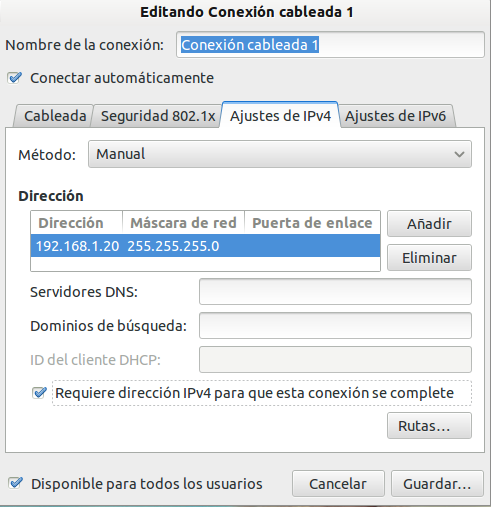 Editando Conexión cableada 1
Nombre de la conexión: Conexión cableada 1
Conectar automáticamente
Cableada Seguridad 802.1x Ajustes de IPv4 Ajustes de IPv6
Método: Manual
Dirección
Dirección Máscara de red Puerta de enlace Añadir
192.168.1.20 255.255.255.0
Eliminar
Servidores DNS:
Dominios de búsqueda:
ID del cliente DHCP:
Requiere dirección IPv4 para que esta conexión se complete
Rutas...
Disponible para todos los usuarios Cancelar Guardar...